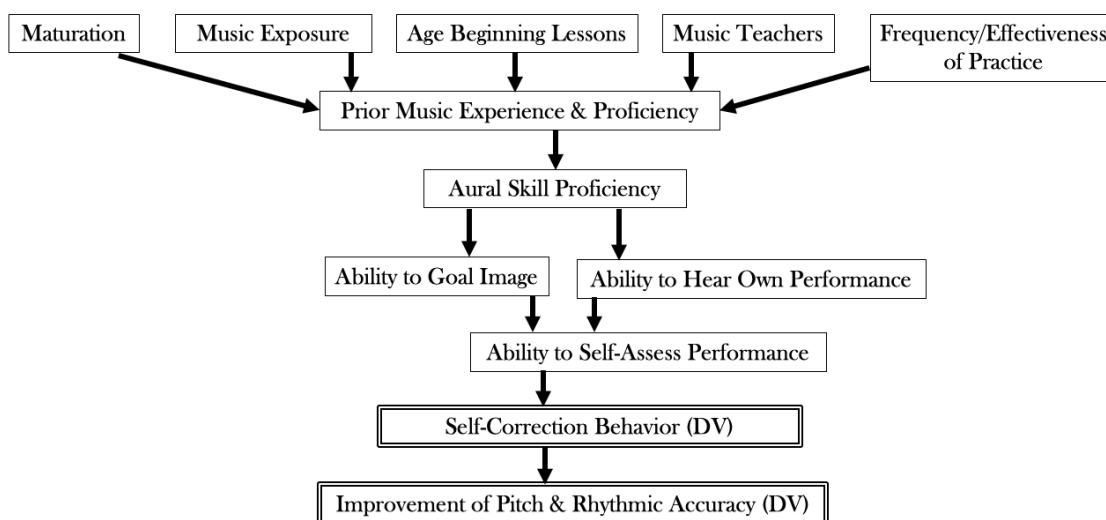 Maturation
Music Exposure
Age Beginning Lessons
Music Teachers
Frequency/Effectiveness
of Practice
Prior Music Experience & Proficiency
Aural Skill Proficiency
Ability to Goal Image
Ability to Hear Own Performance
Ability to Self-Assess Performance
Self-Correction Behavior (DV)
Improvement of Pitch & Rhythmic Accuracy (DV)